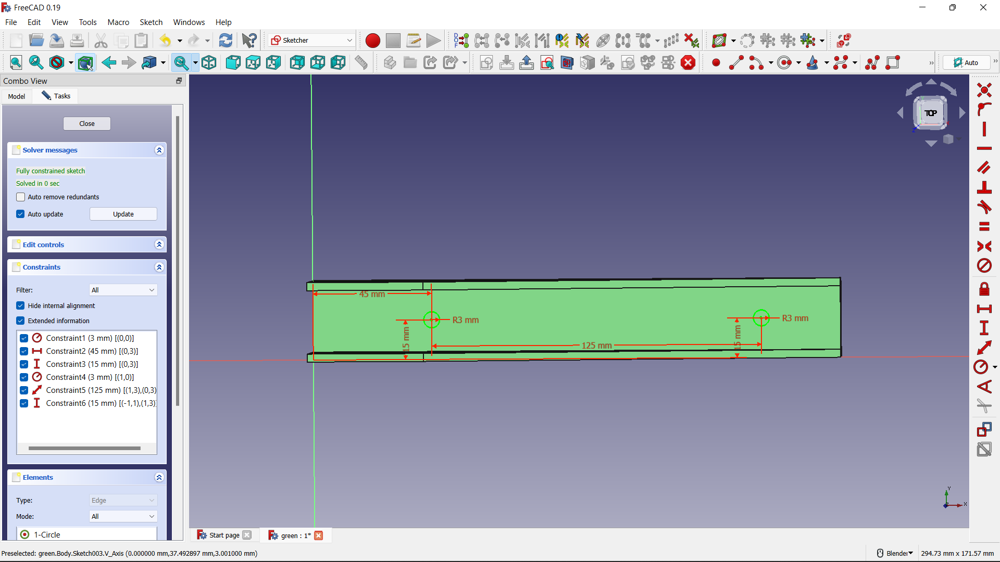 FreeCAD 0.19
File Edit View Tools Macro Sketch Windows Help
Sketcher
Auto
Combo View
Model Tasks
Close
Solver messages
Fully constrained sketch
Solved in 0 sec
Auto remove redundants
Auto update Update
Edit controls
Constraints
Filter: All
Hide internal alignment
Extended information
Constraint1 (3 mm) [(0,0)]
Constraint2 (45 mm) [(0,3)]
Constraint3 (15 mm) [(0,3)]
Constraint4 (3 mm) [(1,0)]
Constraint5 (125 mm) [(1,3),(0,3)
Constraint6 (15 mm) [(-1,1),(1,3)]
Elements
Type: Edge
Mode: All
1-Circle
TOP
Z
45 mm
R3 mm
15 mm
125 mm
15 mm
R3 mm
Y
X
Start page green : 1*
Preselected: green.Body.Sketch003.V_Axis (0.000000 mm,37.492897 mm,3.001000 mm)
Blender 294.73 mm x 171.57 mm